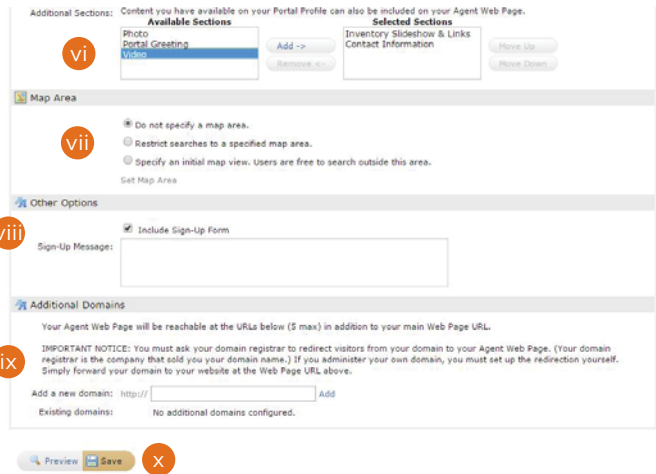 Additional Sections: Content you have available on your Portal Profile can also be included on your Agent Web Page.
Available Sections Selected Sections
Photo
Portal Greeting
Video
Add ->
Remove <-
Inventory Slideshow & Links
Contact Information
Move Up
Move Down
vi
Map Area
vii
Do not specify a map area.
Restrict searches to a specified map area.
Specify an initial map view. Users are free to search outside this area.
Set Map Area
Other Options
viii
Include Sign-Up Form
Sign-Up Message:
Additional Domains
Your Agent Web Page will be reachable at the URLs below (5 max) in addition to your main Web Page URL.
ix
IMPORTANT NOTICE: You must ask your domain registrar to redirect visitors from your domain to your Agent Web Page. (Your domain
registrar is the company that sold you your domain name.) If you administer your own domain, you must set up the redirection yourself.
Simply forward your domain to your website at the Web Page URL above.
Add a new domain: http:// Add
Existing domains: No additional domains configured.
Preview Save x